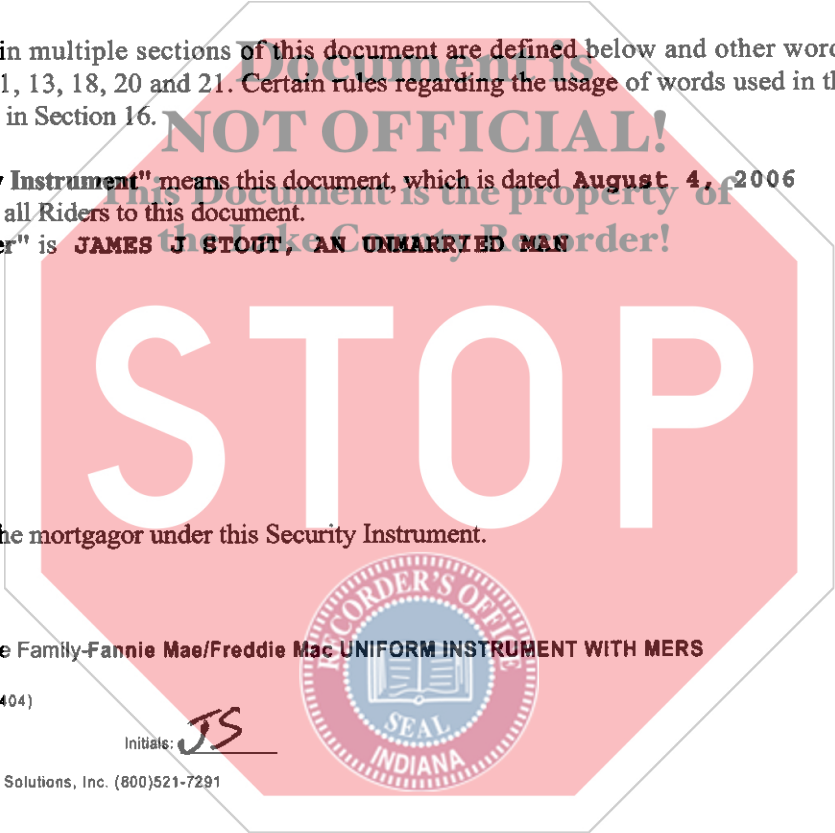 in multiple sections of this document are defined below and other word
1, 13, 18, 20 and 21. Certain rules regarding the usage of words used in th
in Section 16.
Document is
NOT OFFICIAL!
This Document is the property of
the Lake County Recorder!
y Instrument" means this document, which is dated August 4, 2006
all Riders to this document.
er" is JAMES J STOUT, AN UNMARRIED MAN
STOP
he mortgagor under this Security Instrument.
RECORDER'S OFFICE
SEAL
INDIANA
e Family-Fannie Mae/Freddie Mac UNIFORM INSTRUMENT WITH MERS
404)
Initials: JS
Solutions, Inc. (800)521-7291